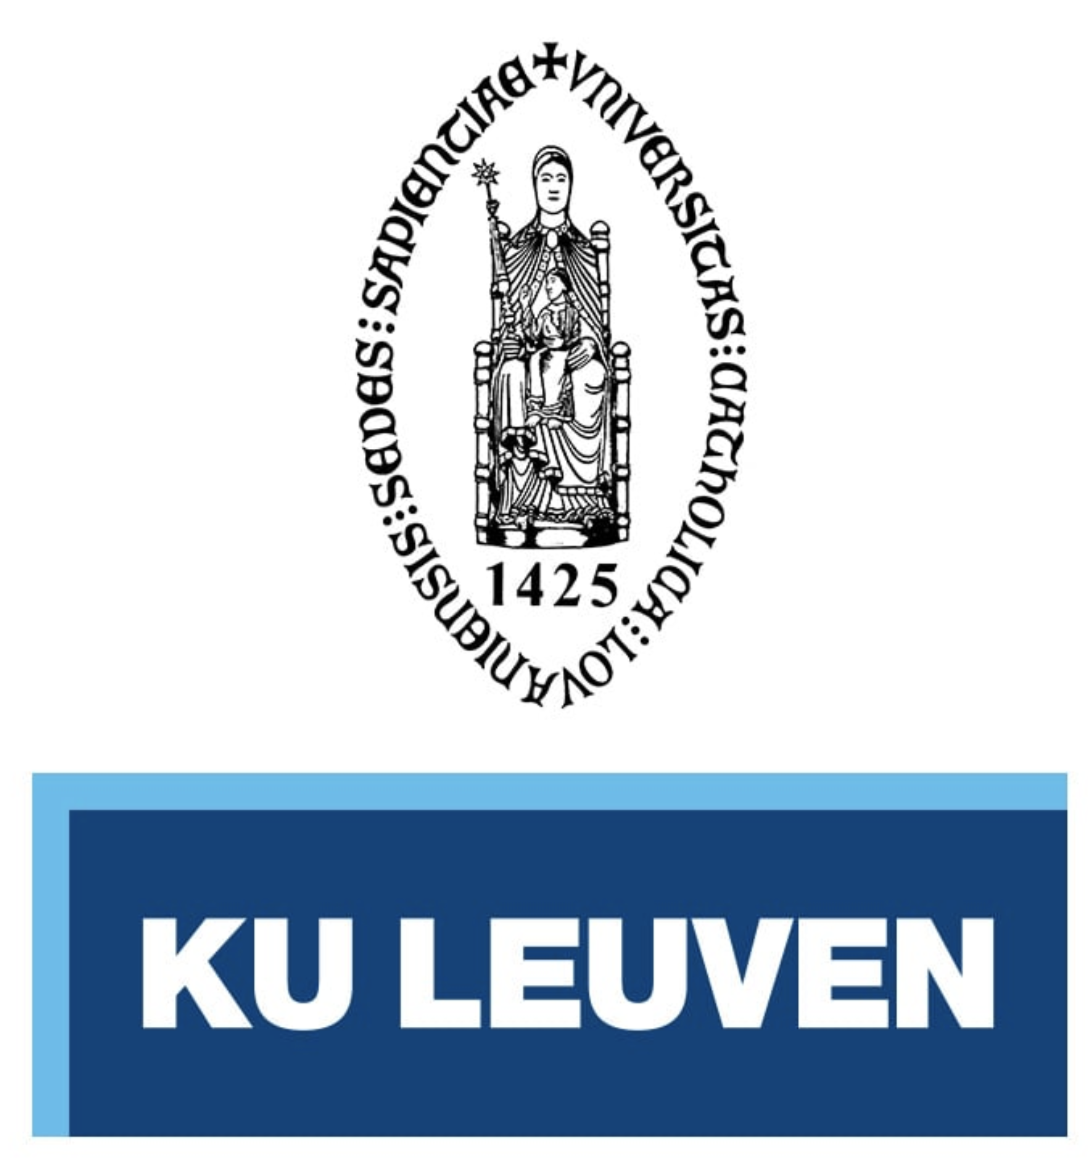 ✠VNIVERSITAS⁝CATHOLICA⁝LOVANIENSIS⁝SEDES⁝SAPIENTIAE
1425
KU LEUVEN